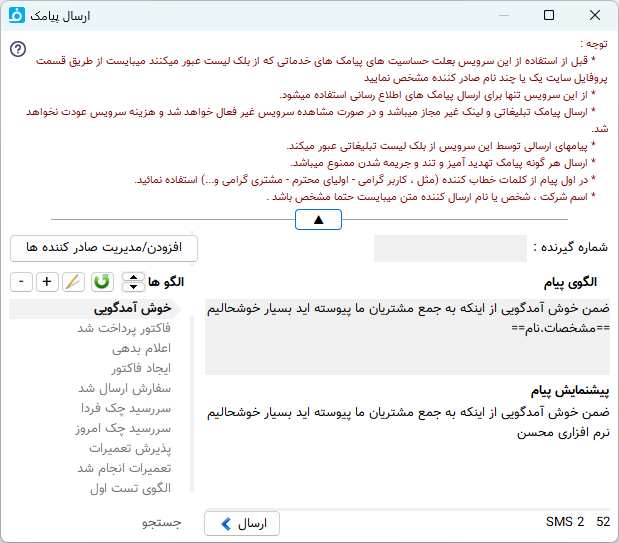 ارسال پیامک
توجه :
* قبل از استفاده از این سرویس بعلت حساسیت های پیامک های خدماتی که از بلک لیست عبور میکنند میبایست از طریق قسمت
پروفایل سایت یک یا چند نام صادر کننده مشخص نمایید
* از این سرویس تنها برای ارسال پیامک های اطلاع رسانی استفاده میشود.
* ارسال پیامک تبلیغاتی و لینک غیر مجاز میباشد و در صورت مشاهده سرویس غیر فعال خواهد شد و هزینه سرویس عودت نخواهد
شد.
* پیامهای ارسالی توسط این سرویس از بلک لیست تبلیغاتی عبور میکند.
* ارسال هر گونه پیامک تهدید آمیز و تند و جریمه شدن ممنوع میباشد.
* در اول پیام از کلمات خطاب کننده (مثل ، کاربر گرامی - اولیای محترم - مشتری گرامی و...) استفاده نمائید.
* اسم شرکت ، شخص یا نام ارسال کننده متن میبایست حتما مشخص باشد .
شماره گیرنده :
افزودن/مدیریت صادر کننده ها
الگوی پیام
ضمن خوش آمدگویی از اینکه به جمع مشتریان ما پیوسته اید بسیار خوشحالیم
==مشخصات.نام==
پیشنمایش پیام
ضمن خوش آمدگویی از اینکه به جمع مشتریان ما پیوسته اید بسیار خوشحالیم
نرم افزاری محسن
52 SMS 2
ارسال
الگو ها
+ -
خوش آمدگویی
فاکتور پرداخت شد
اعلام بدهی
ایجاد فاکتور
سفارش ارسال شد
سررسید چک فردا
سررسید چک امروز
پذیرش تعمیرات
تعمیرات انجام شد
الگوی تست اول
جستجو